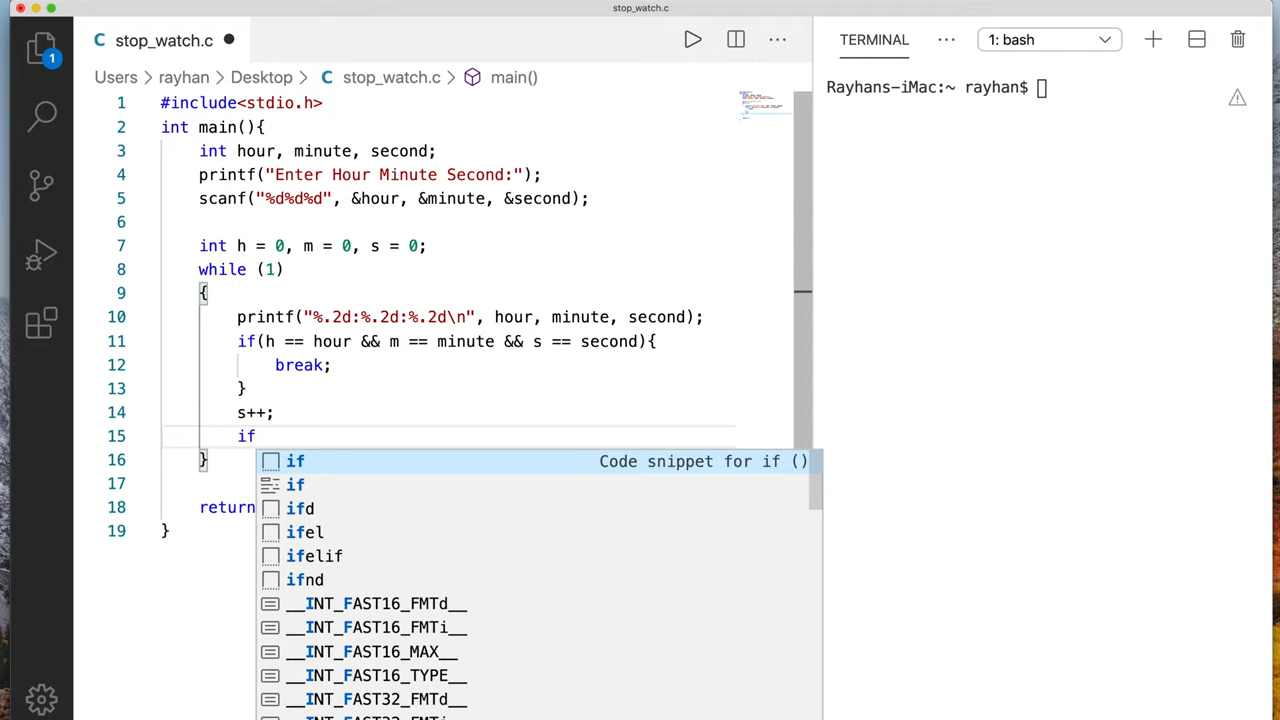 stop_watch.c
C stop_watch.c
TERMINAL
1: bash
1
Users > rayhan > Desktop > C stop_watch.c > main()
Rayhans-iMac:~ rayhan$
1 #include<stdio.h>
2 int main(){
3 int hour, minute, second;
4 printf("Enter Hour Minute Second:");
5 scanf("%d%d%d", &hour, &minute, &second);
6
7 int h = 0, m = 0, s = 0;
8 while (1)
9 {
10 printf("%.2d:%.2d:%.2d\n", hour, minute, second);
11 if(h == hour && m == minute && s == second){
12 break;
13 }
14 s++;
15 if
16 }
17
18 return
19 }
if Code snippet for if ()
if
ifd
ifel
ifelif
ifnd
__INT_FAST16_FMTd__
__INT_FAST16_FMTi__
__INT_FAST16_MAX__
__INT_FAST16_TYPE__
__INT_FAST32_FMTd__